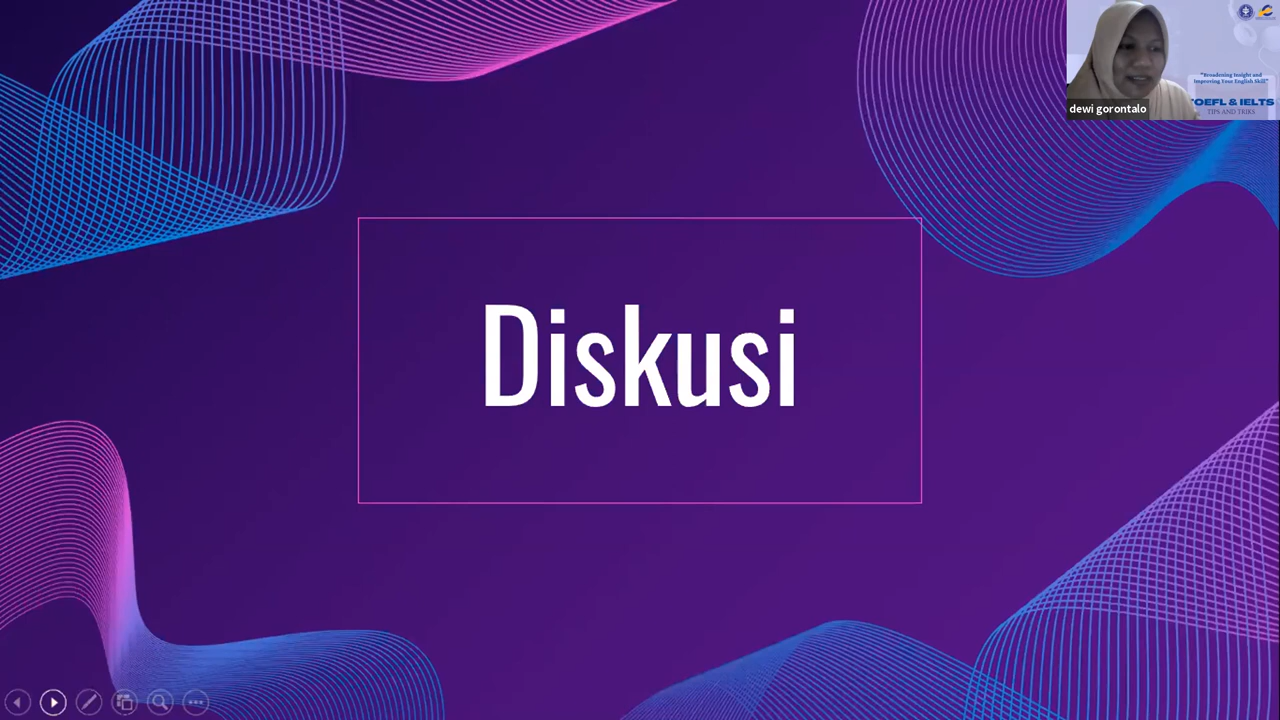 Diskusi
dewi gorontalo
"Broadening Insight and
Improving Your English Skill"
TOEFL & IELTS
TIPS AND TRIKS